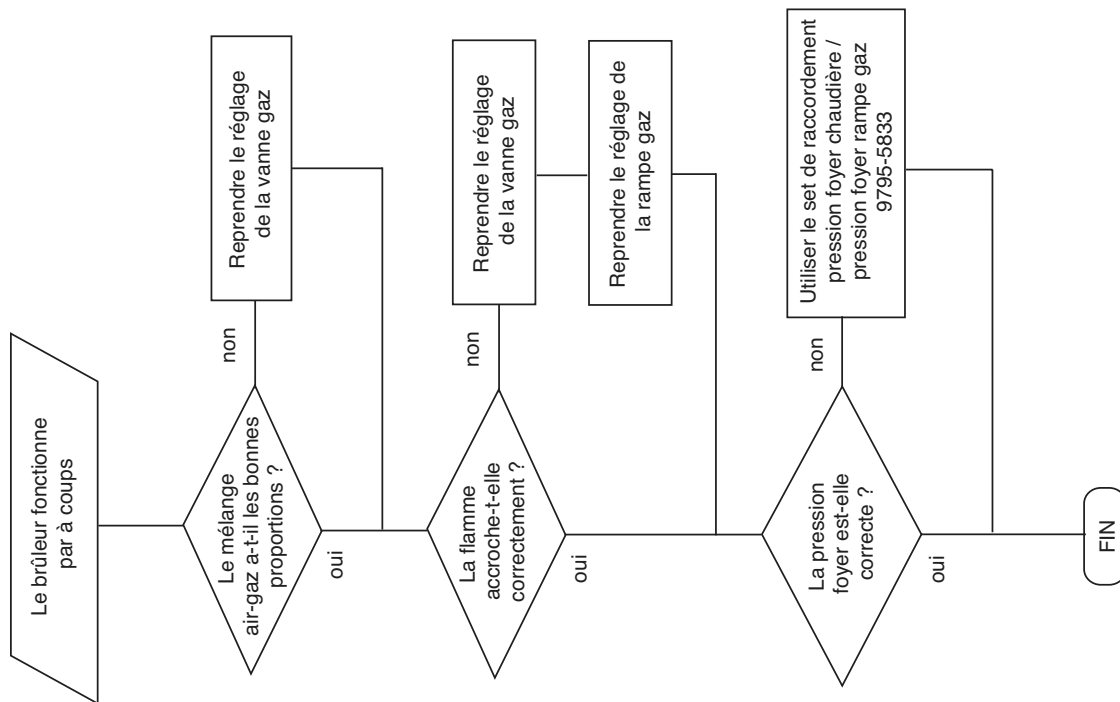 Le brûleur fonctionne
par à coups
Le mélange
air-gaz a-t-il les bonnes
proportions ?
non
Reprendre le réglage
de la vanne gaz
oui
La flamme
accroche-t-elle
correctement ?
non
Reprendre le réglage
de la vanne gaz
Reprendre le réglage de
la rampe gaz
oui
La pression
foyer est-elle
correcte ?
non
Utiliser le set de raccordement
pression foyer chaudière /
pression foyer rampe gaz
9795-5833
oui
FIN